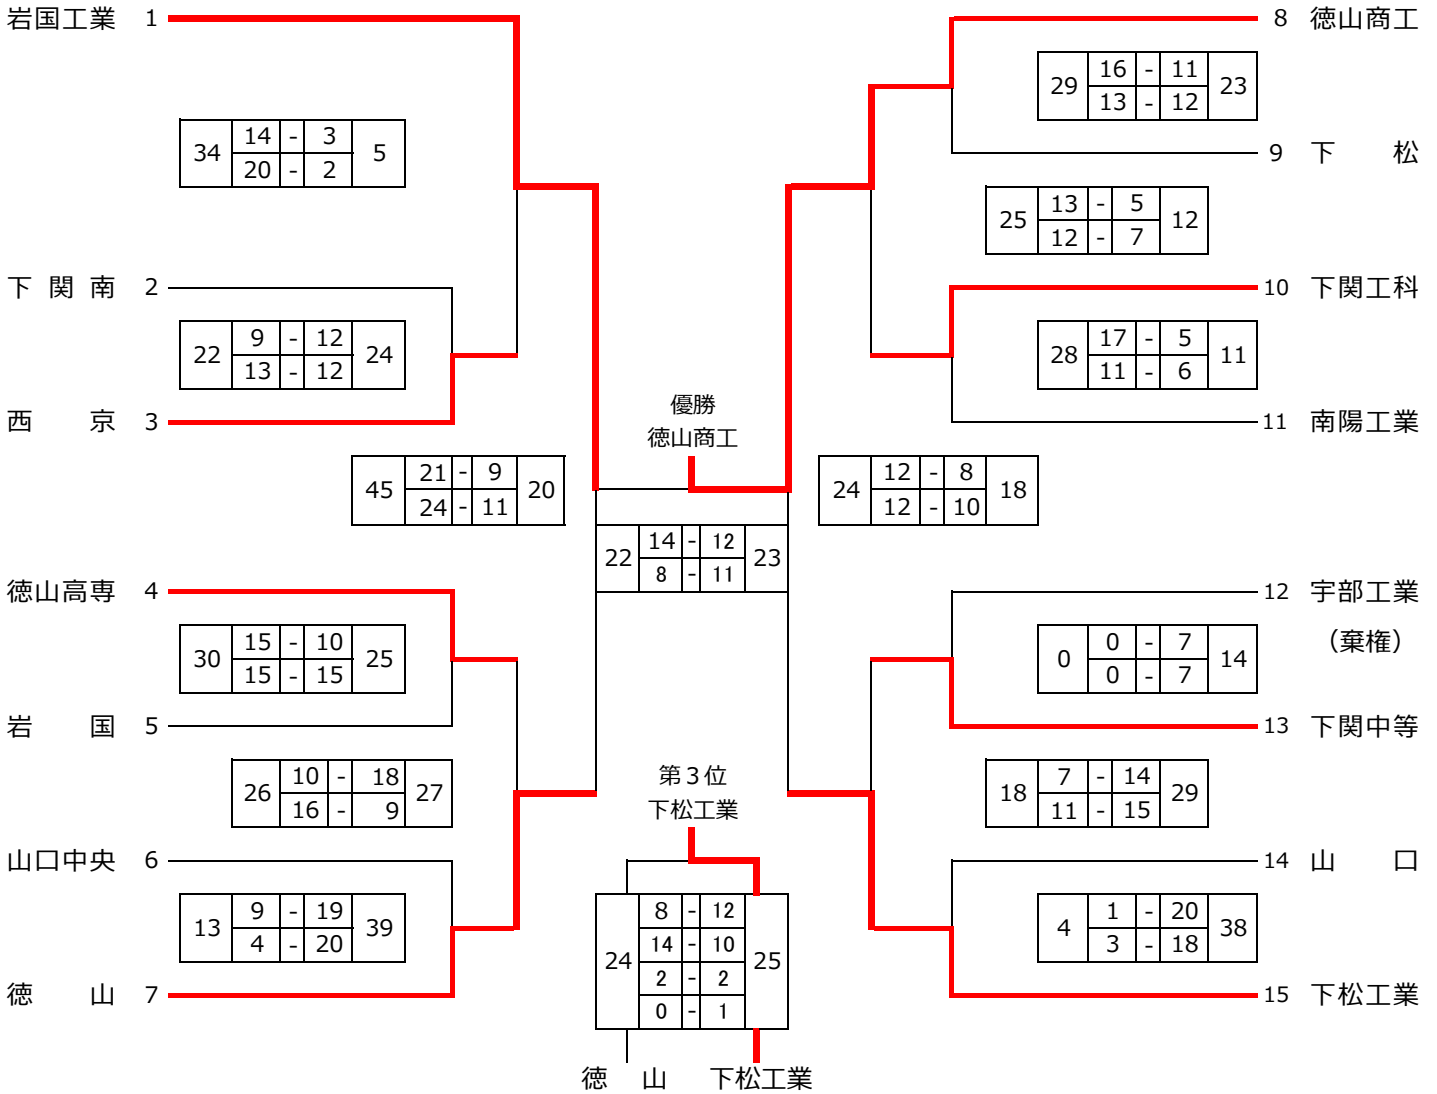 岩国工業 1
8 徳山商工
29 16 - 11 23
13 - 12
34 14 - 3 5
20 - 2
9 下 松
25 13 - 5 12
12 - 7
下 関 南 2
10 下関工科
22 9 - 12 24
13 - 12
28 17 - 5 11
11 - 6
西 京 3
優勝
徳山商工
11 南陽工業
45 21 - 9 20
24 - 11
24 12 - 8 18
12 - 10
22 14 - 12 23
8 - 11
徳山高専 4
12 宇部工業
(棄権)
30 15 - 10 25
15 - 15
0 0 - 7 14
0 - 7
岩 国 5
13 下関中等
26 10 - 18 27
16 - 9
第3位
下松工業
18 7 - 14 29
11 - 15
山口中央 6
14 山 口
13 9 - 19 39
4 - 20
24 8 - 12 25
14 - 10
2 - 2
0 - 1
4 1 - 20 38
3 - 18
徳 山 7
15 下松工業
徳 山 下松工業